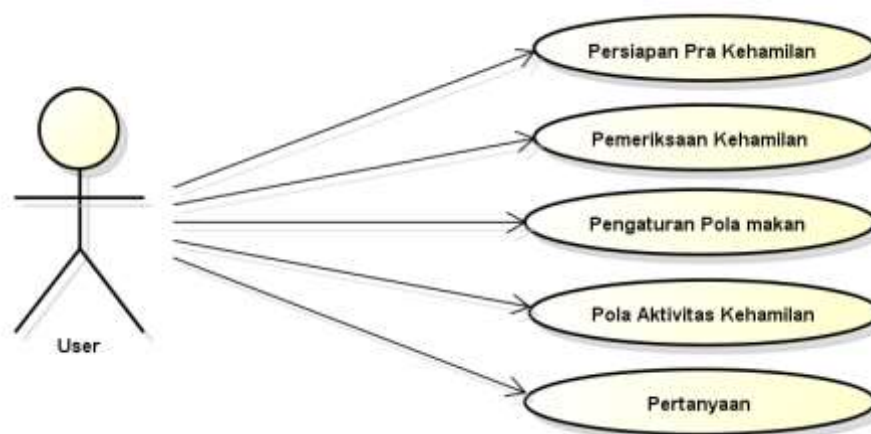 Persiapan Pra Kehamilan
Pemeriksaan Kehamilan
Pengaturan Pola makan
Pola Aktivitas Kehamilan
Pertanyaan
User